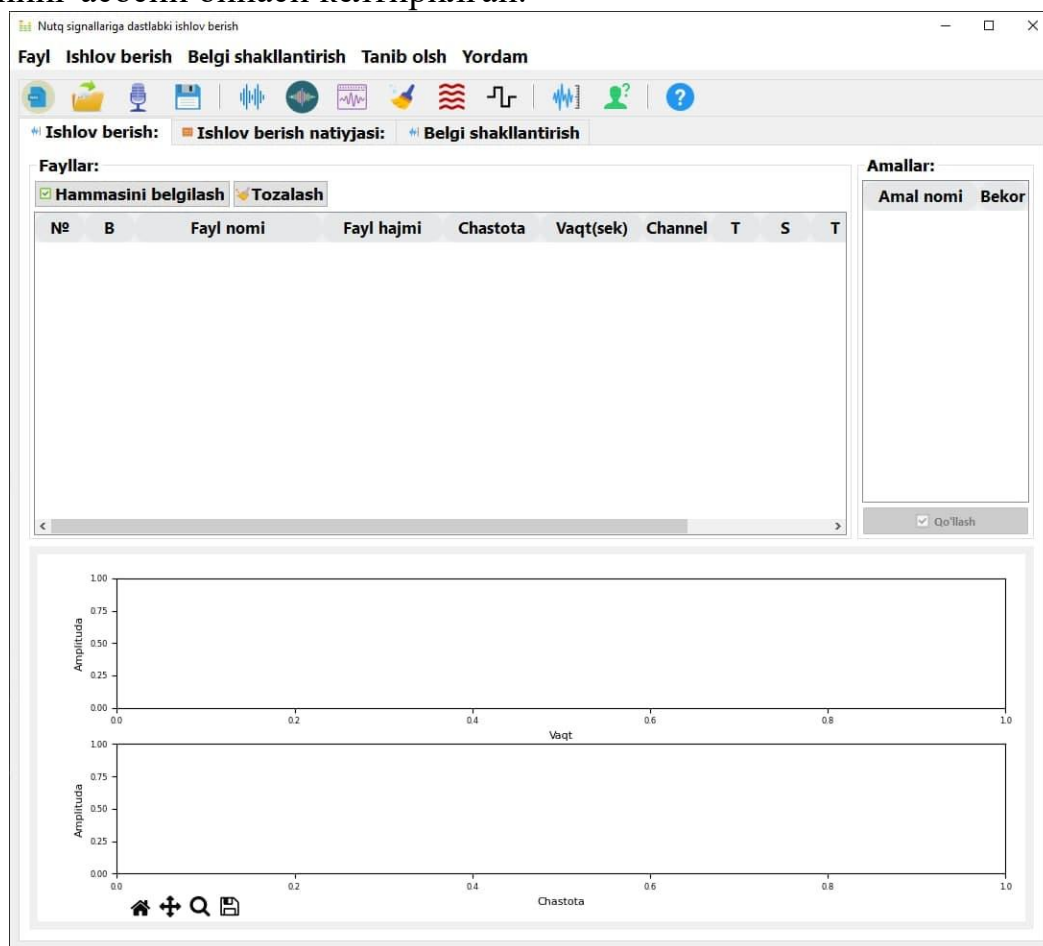 Nutq signallariga dastlabki ishlov berish
Fayl Ishlov berish Belgi shakllantirish Tanib olsh Yordam
Ishlov berish: Ishlov berish natiyjasi: Belgi shakllantirish
Fayllar: Amallar:
Hammasini belgilash Tozalash
Amal nomi Bekor
№ B Fayl nomi Fayl hajmi Chastota Vaqt(sek) Channel T S T
Qo'llash
1.00
0.75
0.50
0.25
0.00
Amplituda
0.0 0.2 0.4 0.6 0.8 1.0
Vaqt
1.00
0.75
0.50
0.25
0.00
Amplituda
0.0 0.2 0.4 0.6 0.8 1.0
Chastota